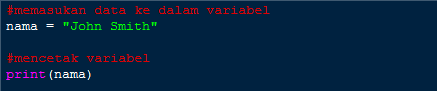 #memasukan data ke dalam variabel
nama = "John Smith"
#mencetak variabel
print(nama)